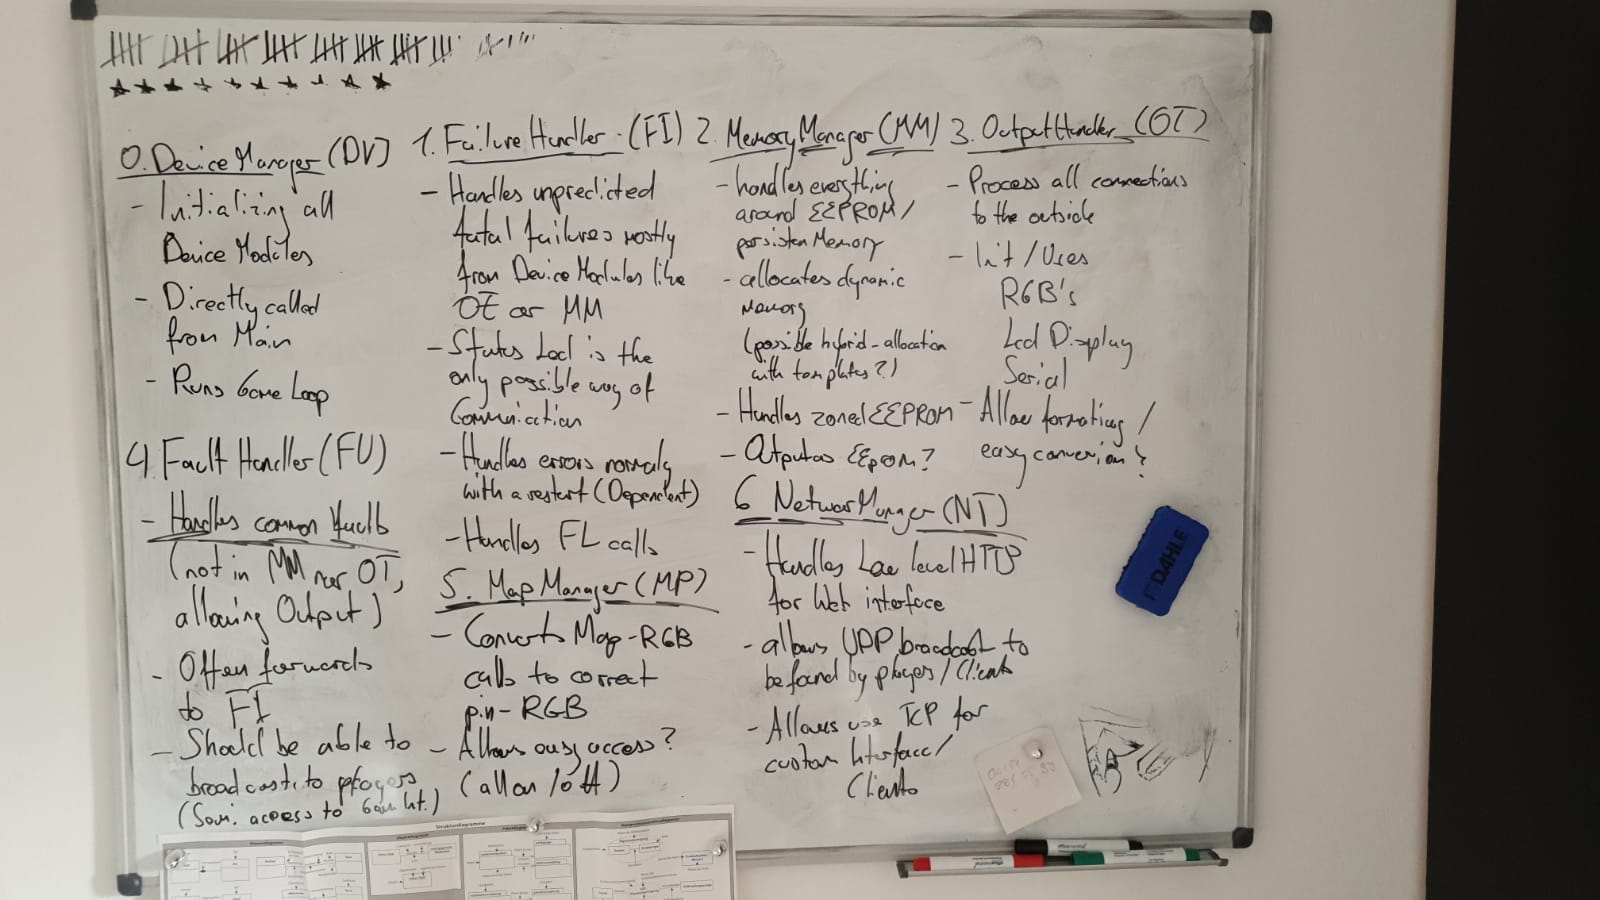 0. Device Manager (DV)
- Initializing all
Device Modules
- Directly called
from Main
- Runs Game Loop
1. Failure Handler (FI)
- Handles unpredicted
fatal failures mostly
from Device Modules like
OT or MM
- Status Led is the
only possible way of
Communication
- Handles errors normaly
with a restart (Dependent)
- Handles FL calls
2. Memory Manager (MM)
- handles everything
around EEPROM /
persisten Memory
- allocates dynamic
Memory
(possible hybrid-allocation
with templates?)
- Handles zoned EEPROM
- Output as EEprom?
3. Output Handler (OT)
- Process all connections
to the outside
- Init / Uses
RGB's
Lcd Display
Serial
- Allow formating /
easy conversion?
4. Fault Handler (FU)
- Handles common faults
(not in MM nor OT,
allowing Output)
- Often forwards
to FI
- Should be able to
broadcast to players
access to
5. Map Manager (MP)
- Converts Map-RGB
calls to correct
pin-RGB
- Allows access?
(all on / off)
6 Networ Manager (NT)
- Handles Low level HTTP
for Web interface
- allows UDP broadcast to
be found by players / Clients
- Allows use TCP for
custom Interface /
Clients
DAHLE
Strukturdiagramme